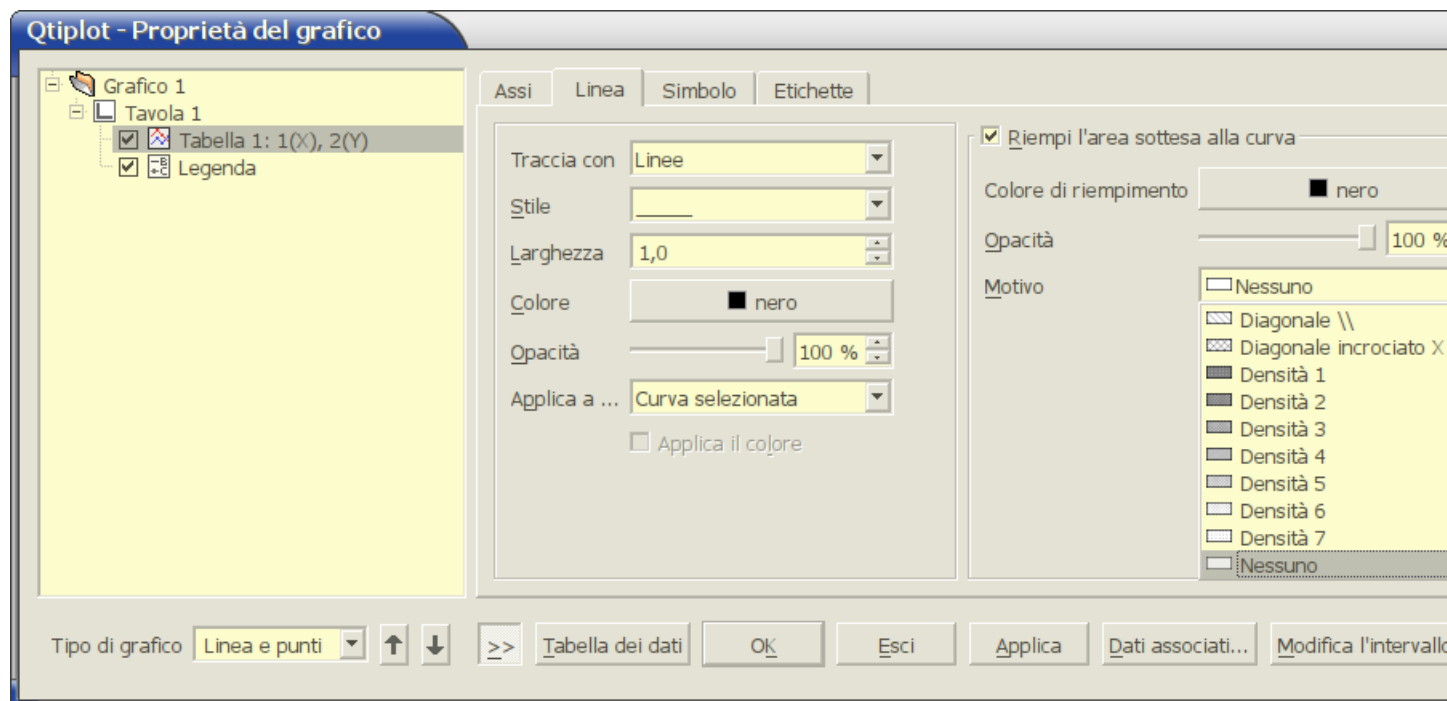 Qtiplot - Proprietà del grafico
Grafico 1
Tavola 1
Tabella 1: 1(X), 2(Y)
Legenda
Assi
Linea
Simbolo
Etichette
Traccia con
Linee
Stile
Larghezza
1,0
Colore
nero
Opacità
100 %
Applica a ...
Curva selezionata
Applica il colore
Riempi l'area sottesa alla curva
Colore di riempimento
nero
Opacità
100 %
Motivo
Nessuno
Diagonale \\
Diagonale incrociato X
Densità 1
Densità 2
Densità 3
Densità 4
Densità 5
Densità 6
Densità 7
Nessuno
Tipo di grafico
Linea e punti
>>
Tabella dei dati
OK
Esci
Applica
Dati associati...
Modifica l'intervallo